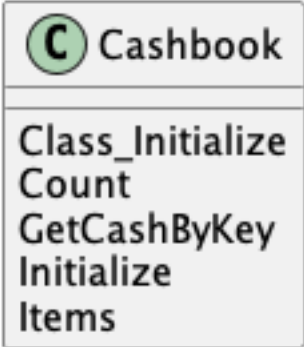 C Cashbook
Class_Initialize
Count
GetCashByKey
Initialize
Items